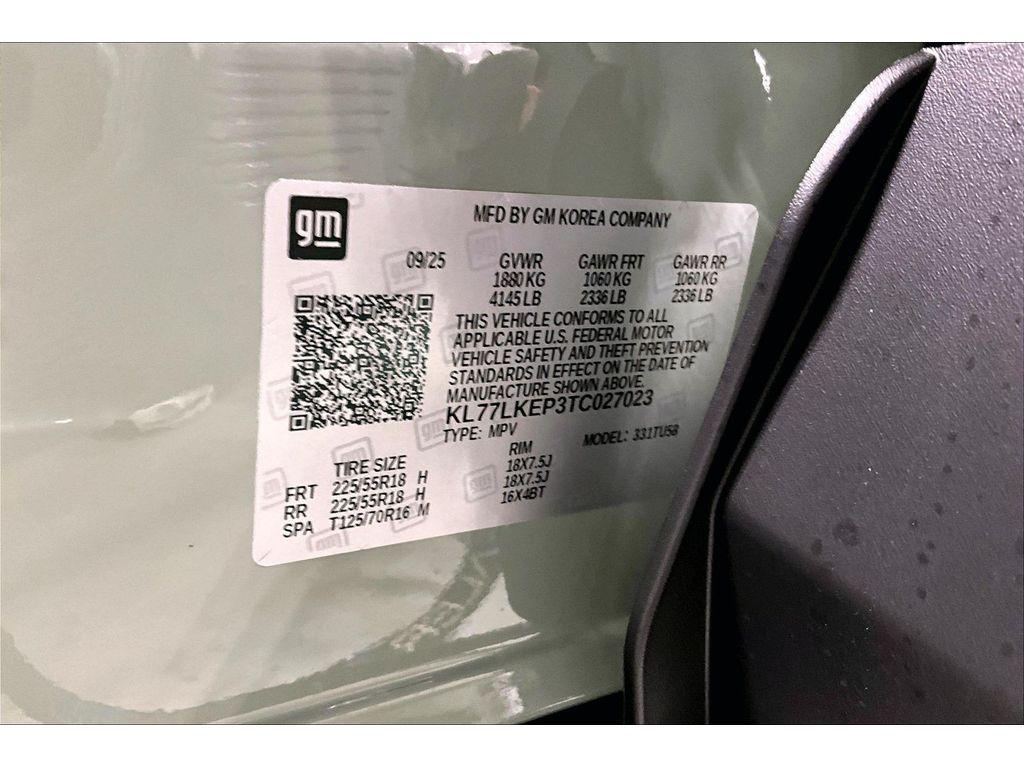 gm
MFD BY GM KOREA COMPANY
09/25 GVWR GAWR FRT GAWR RR
1880 KG 1060 KG 1060 KG
4145 LB 2336 LB 2336 LB
THIS VEHICLE CONFORMS TO ALL
APPLICABLE U.S. FEDERAL MOTOR
VEHICLE SAFETY AND THEFT PREVENTION
STANDARDS IN EFFECT ON THE DATE OF
MANUFACTURE SHOWN ABOVE.
KL77LKEP3TC027023
TYPE: MPV MODEL: 331TU58
TIRE SIZE RIM
FRT 225/55R18 H 18X7.5J
RR 225/55R18 H 18X7.5J
SPA T125/70R16 M 16X4BT